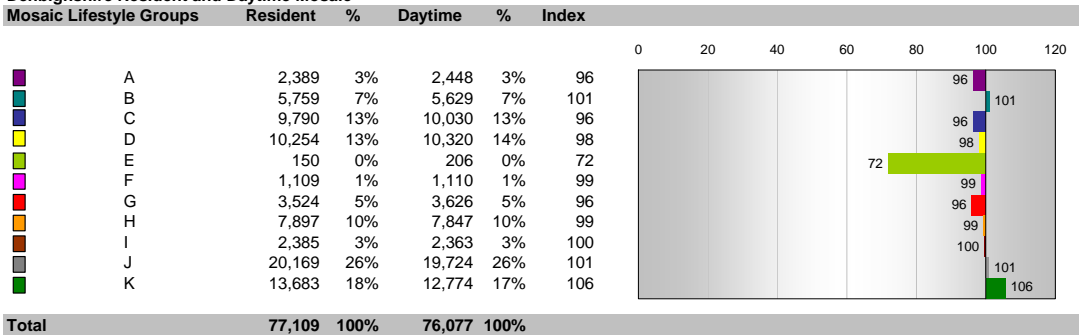 Denbighshire Resident and Daytime Mosaic
Mosaic Lifestyle Groups Resident % Daytime % Index
0 20 40 60 80 100 120
A 2,389 3% 2,448 3% 96 96
B 5,759 7% 5,629 7% 101 101
C 9,790 13% 10,030 13% 96 96
D 10,254 13% 10,320 14% 98 98
E 150 0% 206 0% 72 72
F 1,109 1% 1,110 1% 99 99
G 3,524 5% 3,626 5% 96 96
H 7,897 10% 7,847 10% 99 99
I 2,385 3% 2,363 3% 100 100
J 20,169 26% 19,724 26% 101 101
K 13,683 18% 12,774 17% 106 106
Total 77,109 100% 76,077 100%